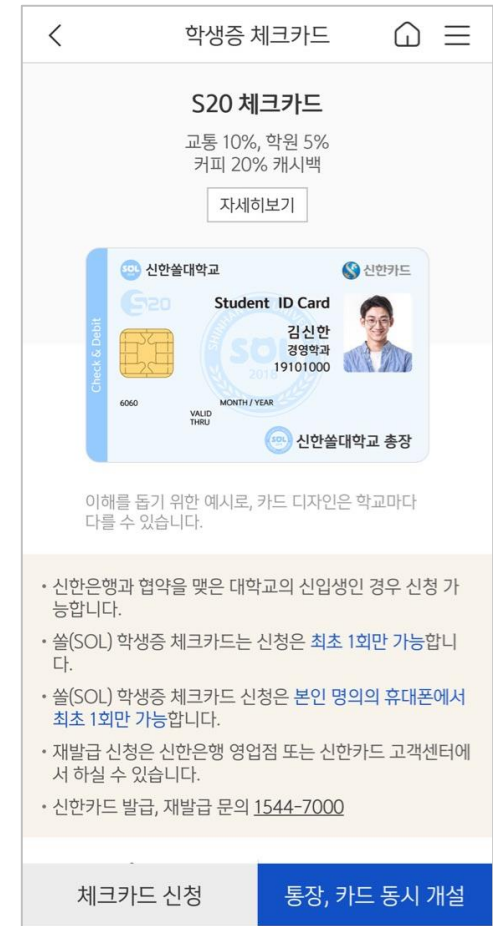 학생증 체크카드
S20 체크카드
교통 10%, 학원 5%
커피 20% 캐시백
자세히보기
SOL 신한쏠대학교
신한카드
S20
Student ID Card
Check & Debit
김신한
경영학과
19101000
SOL
2015
6060
MONTH / YEAR
VALID
THRU
SOL 신한쏠대학교 총장
이해를 돕기 위한 예시로, 카드 디자인은 학교마다
다를 수 있습니다.
• 신한은행과 협약을 맺은 대학교의 신입생인 경우 신청 가
능합니다.
• 쏠(SOL) 학생증 체크카드는 신청은 최초 1회만 가능합니
다.
• 쏠(SOL) 학생증 체크카드 신청은 본인 명의의 휴대폰에서
최초 1회만 가능합니다.
• 재발급 신청은 신한은행 영업점 또는 신한카드 고객센터에
서 하실 수 있습니다.
• 신한카드 발급, 재발급 문의 1544-7000
체크카드 신청
통장, 카드 동시 개설